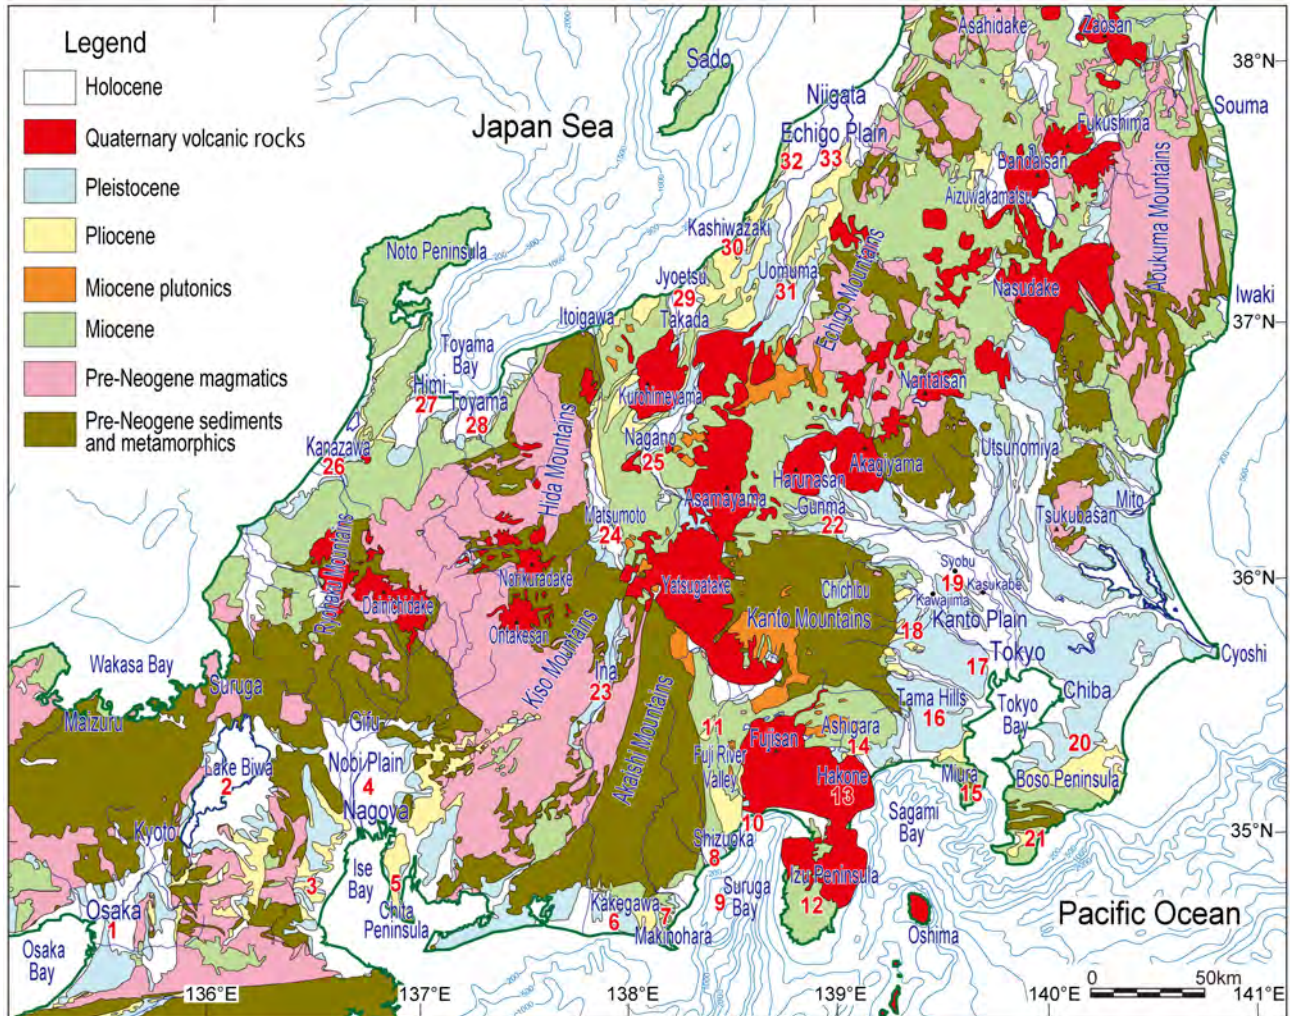 Legend
Holocene
Quaternary volcanic rocks
Pleistocene
Pliocene
Miocene plutonics
Miocene
Pre-Neogene magmatics
Pre-Neogene sediments
and metamorphics
Asahidake
Zaosan
38°N
Sado
Niigata
Souma
Japan Sea
Echigo Plain
Fukushima
32
33
Bandaisan
Aizuwakamatsu
Abukuma Mountains
Kashiwazaki
30
Noto Peninsula
Uomuma
31
Echigo Mountains
Jyoetsu
29
Takada
Nasudake
Iwaki
37°N
Itoigawa
Toyama
Bay
Himi
27
Toyama
28
Kurohimeyama
Nantaisan
Kanazawa
26
Hida Mountains
Nagano
25
Utsunomiya
Akagiyama
Harunasan
Asamayama
Gunma
22
Mito
Tsukubasan
Matsumoto
24
Ryohaku Mountains
Norikuradake
Yatsugatake
Syobu
19
Kasukabe
Kawajima
36°N
Chichibu
Dainichidake
Ontakesan
Kanto Mountains
18
Kanto Plain
Kiso Mountains
Wakasa Bay
17
Tokyo
Cyoshi
Ina
23
Suruga
Maizuru
Gifu
Akaishi Mountains
Tama Hills
16
Tokyo
Bay
Chiba
20
11
Fuji River
Valley
Fujisan
Ashigara
14
Lake Biwa
2
Nobi Plain
4
Nagoya
Hakone
13
Miura
15
Boso Peninsula
Kyoto
10
Sagami
Bay
35°N
Shizuoka
8
21
3
Ise
Bay
5
Chita
Peninsula
Izu Peninsula
12
Osaka
1
Kakegawa
6
7
Makinohara
9
Suruga
Bay
Pacific Ocean
Osaka
Bay
Oshima
0
50km
136°E
137°E
138°E
139°E
140°E
141°E